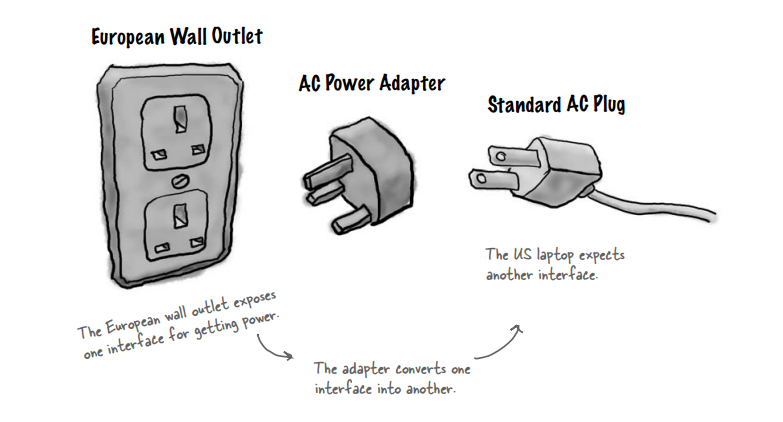 European Wall Outlet
AC Power Adapter
Standard AC Plug
The US laptop expects
another interface.
The European wall outlet exposes
one interface for getting power.
The adapter converts one
interface into another.